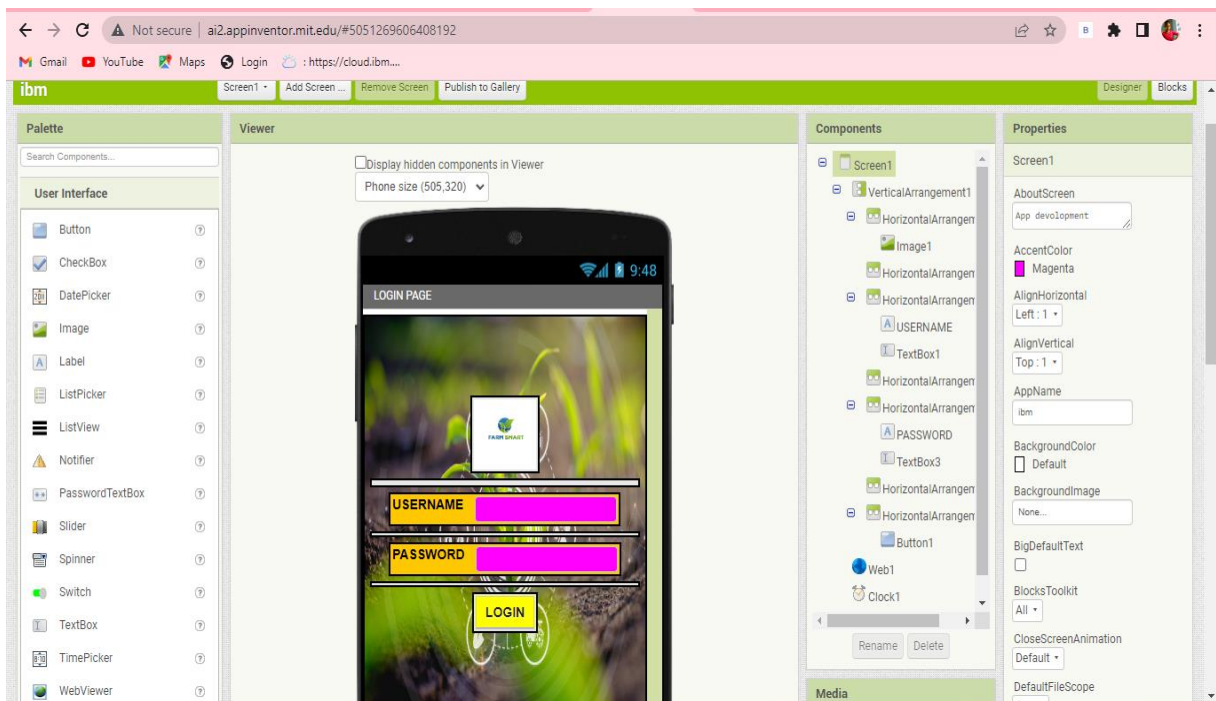 Not secure | ai2.appinventor.mit.edu/#5051269606408192
Gmail YouTube Maps Login : https://cloud.ibm....
ibm Screen1 Add Screen ... Remove Screen Publish to Gallery Designer Blocks
Palette
Search Components...
User Interface
Button
CheckBox
DatePicker
Image
Label
ListPicker
ListView
Notifier
PasswordTextBox
Slider
Spinner
Switch
TextBox
TimePicker
WebViewer
Viewer
Display hidden components in Viewer
Phone size (505,320)
9:48
LOGIN PAGE
FARM SMART
USERNAME
PASSWORD
LOGIN
Components
Screen1
VerticalArrangement1
HorizontalArrangem
Image1
HorizontalArrangem
HorizontalArrangem
USERNAME
TextBox1
HorizontalArrangem
HorizontalArrangem
PASSWORD
TextBox3
HorizontalArrangem
HorizontalArrangem
Button1
Web1
Clock1
Rename Delete
Media
Properties
Screen1
AboutScreen
App devolopment
AccentColor
Magenta
AlignHorizontal
Left : 1
AlignVertical
Top : 1
AppName
ibm
BackgroundColor
Default
BackgroundImage
None...
BigDefaultText
BlocksToolkit
All
CloseScreenAnimation
Default
DefaultFileScope